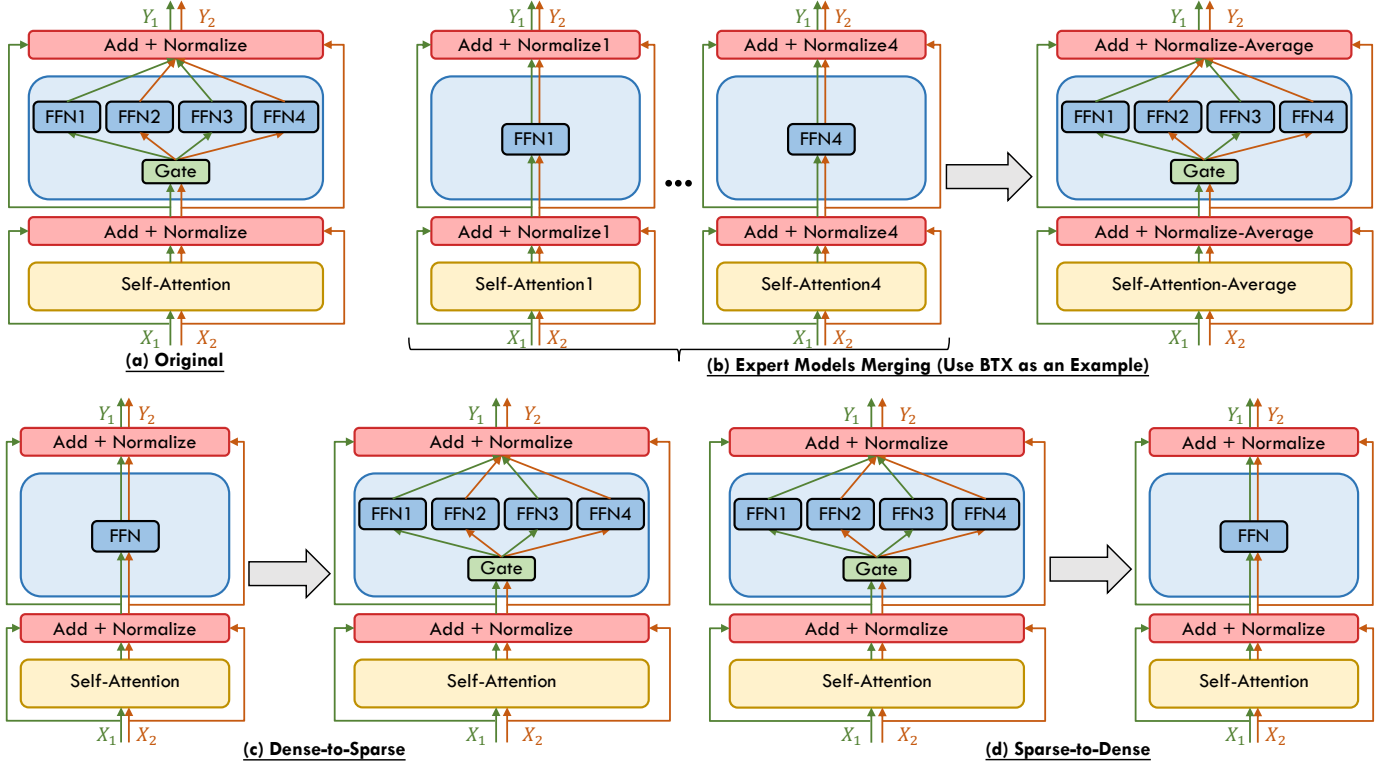 Y₁ Y₂
Add + Normalize
FFN1 FFN2 FFN3 FFN4
Gate
Add + Normalize
Self-Attention
X₁ X₂
(a) Original
Y₁ Y₂
Add + Normalize1
FFN1
Add + Normalize1
Self-Attention1
X₁ X₂
...
Y₁ Y₂
Add + Normalize4
FFN4
Add + Normalize4
Self-Attention4
X₁ X₂
Y₁ Y₂
Add + Normalize-Average
FFN1 FFN2 FFN3 FFN4
Gate
Add + Normalize-Average
Self-Attention-Average
X₁ X₂
(b) Expert Models Merging (Use BTX as an Example)
Y₁ Y₂
Add + Normalize
FFN
Add + Normalize
Self-Attention
X₁ X₂
Y₁ Y₂
Add + Normalize
FFN1 FFN2 FFN3 FFN4
Gate
Add + Normalize
Self-Attention
X₁ X₂
(c) Dense-to-Sparse
Y₁ Y₂
Add + Normalize
FFN1 FFN2 FFN3 FFN4
Gate
Add + Normalize
Self-Attention
X₁ X₂
Y₁ Y₂
Add + Normalize
FFN
Add + Normalize
Self-Attention
X₁ X₂
(d) Sparse-to-Dense